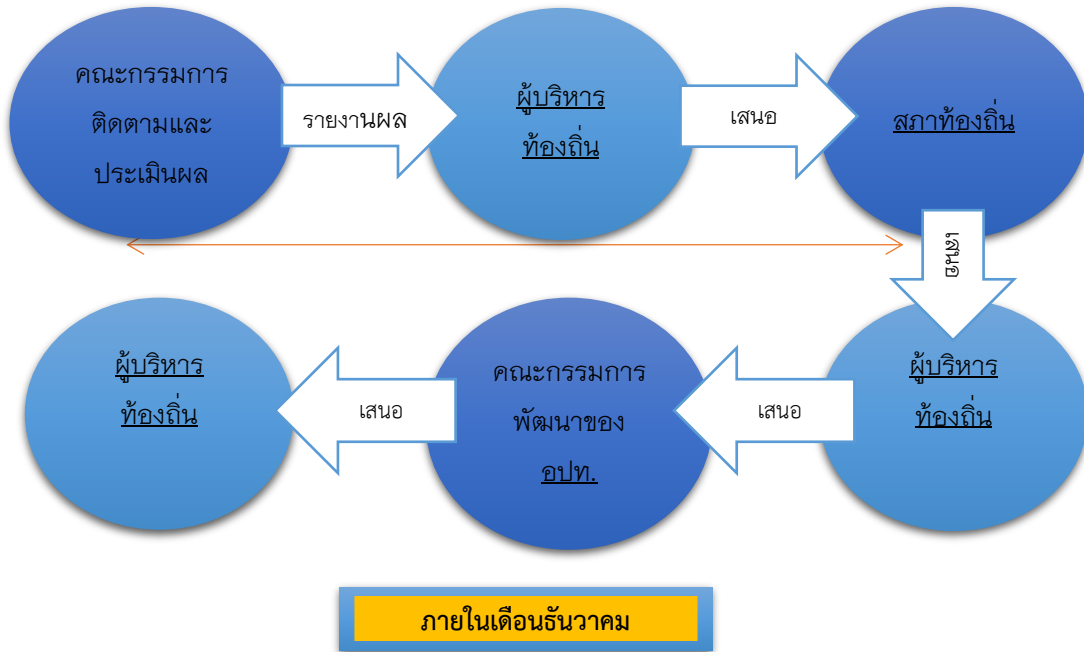 คณะกรรมการ
ติดตามและ
ประเมินผล
รายงานผล
ผู้บริหาร
ท้องถิ่น
เสนอ
สภาท้องถิ่น
เสนอ
ผู้บริหาร
ท้องถิ่น
เสนอ
คณะกรรมการ
พัฒนาของ
อปท.
เสนอ
ผู้บริหาร
ท้องถิ่น
ภายในเดือนธันวาคม